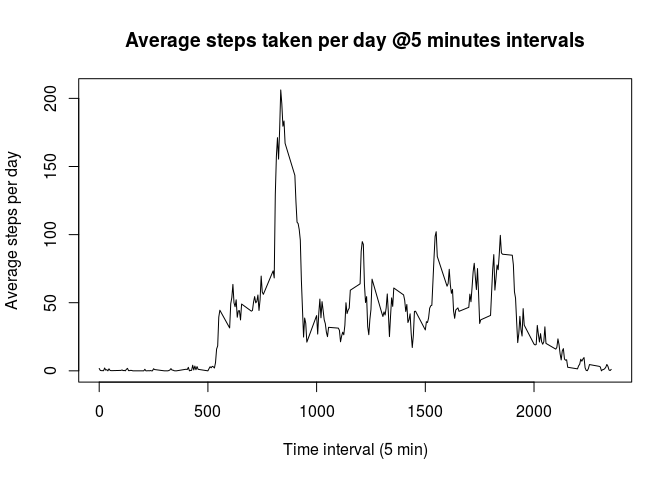 Average steps taken per day @5 minutes intervals
Average steps per day
200
150
100
50
0
0 500 1000 1500 2000
Time interval (5 min)